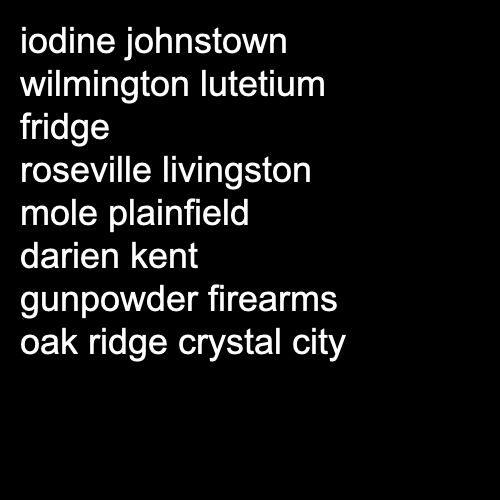 iodine johnstown
wilmington lutetium
fridge
roseville livingston
mole plainfield
darien kent
gunpowder firearms
oak ridge crystal city